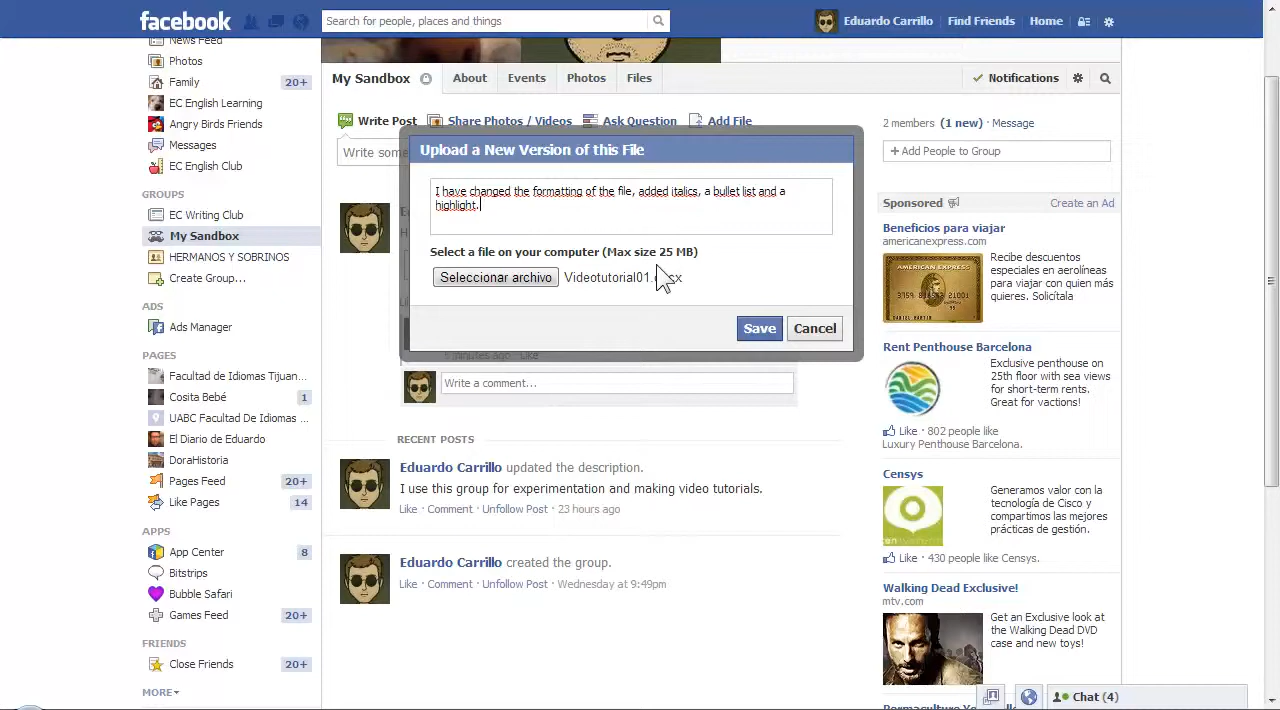 facebook
Search for people, places and things
Eduardo Carrillo
Find Friends
Home
News Feed
Photos
Family
20+
EC English Learning
Angry Birds Friends
Messages
EC English Club
GROUPS
EC Writing Club
My Sandbox
HERMANOS Y SOBRINOS
Create Group...
ADS
Ads Manager
PAGES
Facultad de Idiomas Tijuan...
Cosita Bebé
1
UABC Facultad De Idiomas ...
El Diario de Eduardo
DoraHistoria
Pages Feed
20+
Like Pages
14
APPS
App Center
8
Bitstrips
Bubble Safari
Games Feed
20+
FRIENDS
Close Friends
20+
MORE
My Sandbox
About
Events
Photos
Files
Notifications
Write Post
Share Photos / Videos
Ask Question
Add File
Write som
Upload a New Version of this File
I have changed the formatting of the file, added italics, a bullet list and a
highlight.
Select a file on your computer (Max size 25 MB)
Seleccionar archivo
Videotutorial01.
Save
Cancel
5 minutes ago · Like
Write a comment...
RECENT POSTS
Eduardo Carrillo updated the description.
I use this group for experimentation and making video tutorials.
Like · Comment · Unfollow Post · 23 hours ago
Eduardo Carrillo created the group.
Like · Comment · Unfollow Post · Wednesday at 9:49pm
2 members (1 new) · Message
+ Add People to Group
Sponsored
Create an Ad
Beneficios para viajar
americanexpress.com
AMERICAN EXPRESS
Recibe descuentos
especiales en aerolíneas
para viajar con quien
más quieras. Solicítala
Rent Penthouse Barcelona
Exclusive penthouse on
25th floor with sea views
for short-term rents.
Great for vactions!
Like · 802 people like
Luxury Penthouse Barcelona.
Censys
Generamos valor con la
tecnología de Cisco y
compartimos las mejores
prácticas de gestión.
Like · 430 people like Censys.
Walking Dead Exclusive!
mtv.com
Get an Exclusive look at
the Walking Dead DVD
case and new toys!
Chat (4)